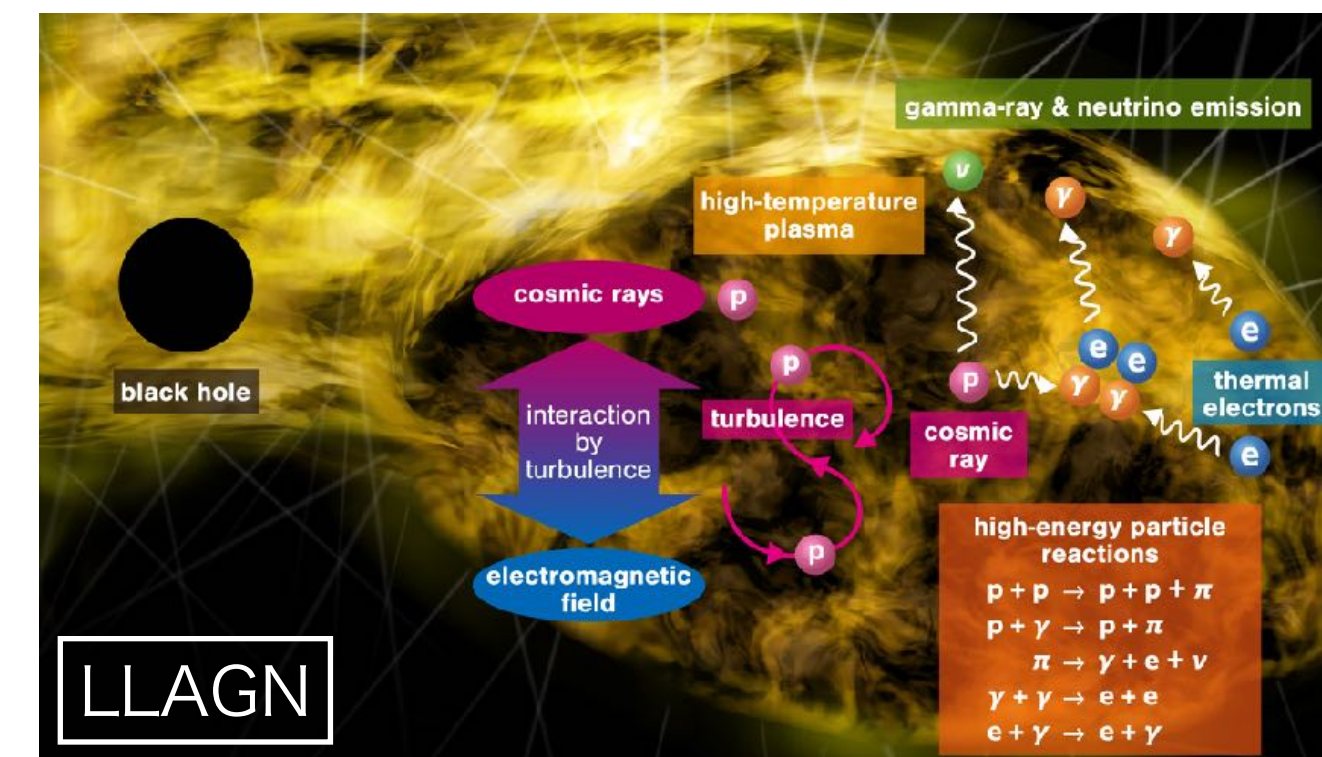 gamma-ray & neutrino emission
ν
γ
γ
high-temperature
plasma
cosmic rays
p
p
e
e
e
black hole
interaction
by
turbulence
turbulence
p
γ
γ
thermal
electrons
cosmic
ray
e
electromagnetic
field
p
high-energy particle
reactions
p + p → p + p + π
p + γ → p + π
π → γ + e + ν
γ + γ → e + e
e + γ → e + γ
LLAGN